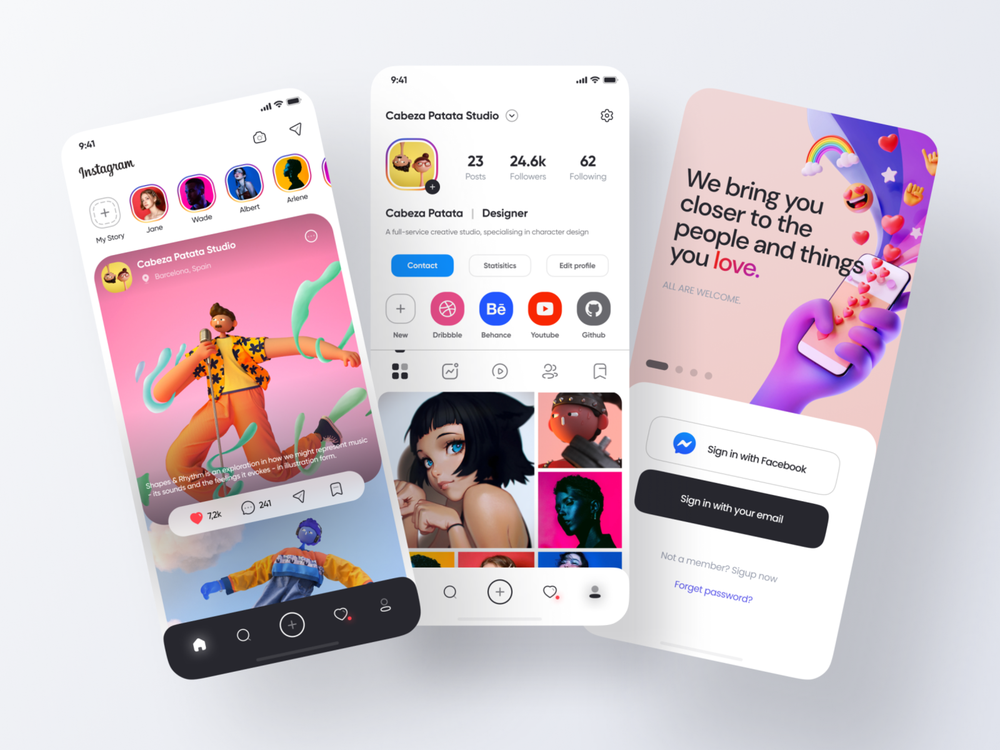 9:41
Instagram
My Story
Jane
Wade
Albert
Arlene
Cabeza Patata Studio
Barcelona, Spain
Shapes & Rhythm is an exploration in how we might represent music
- its sounds and the feelings it evokes - in illustration form.
7,2k
241
9:41
Cabeza Patata Studio
23
24.6k
62
Posts
Followers
Following
Cabeza Patata | Designer
A full-service creative studio, specialising in character design
Contact
Statisitics
Edit profile
New
Dribbble
Bē
Behance
Youtube
Github
We bring you
closer to the
people and things
you love.
ALL ARE WELCOME.
Sign in with Facebook
Sign in with your email
Not a member? Sigup now
Forget password?